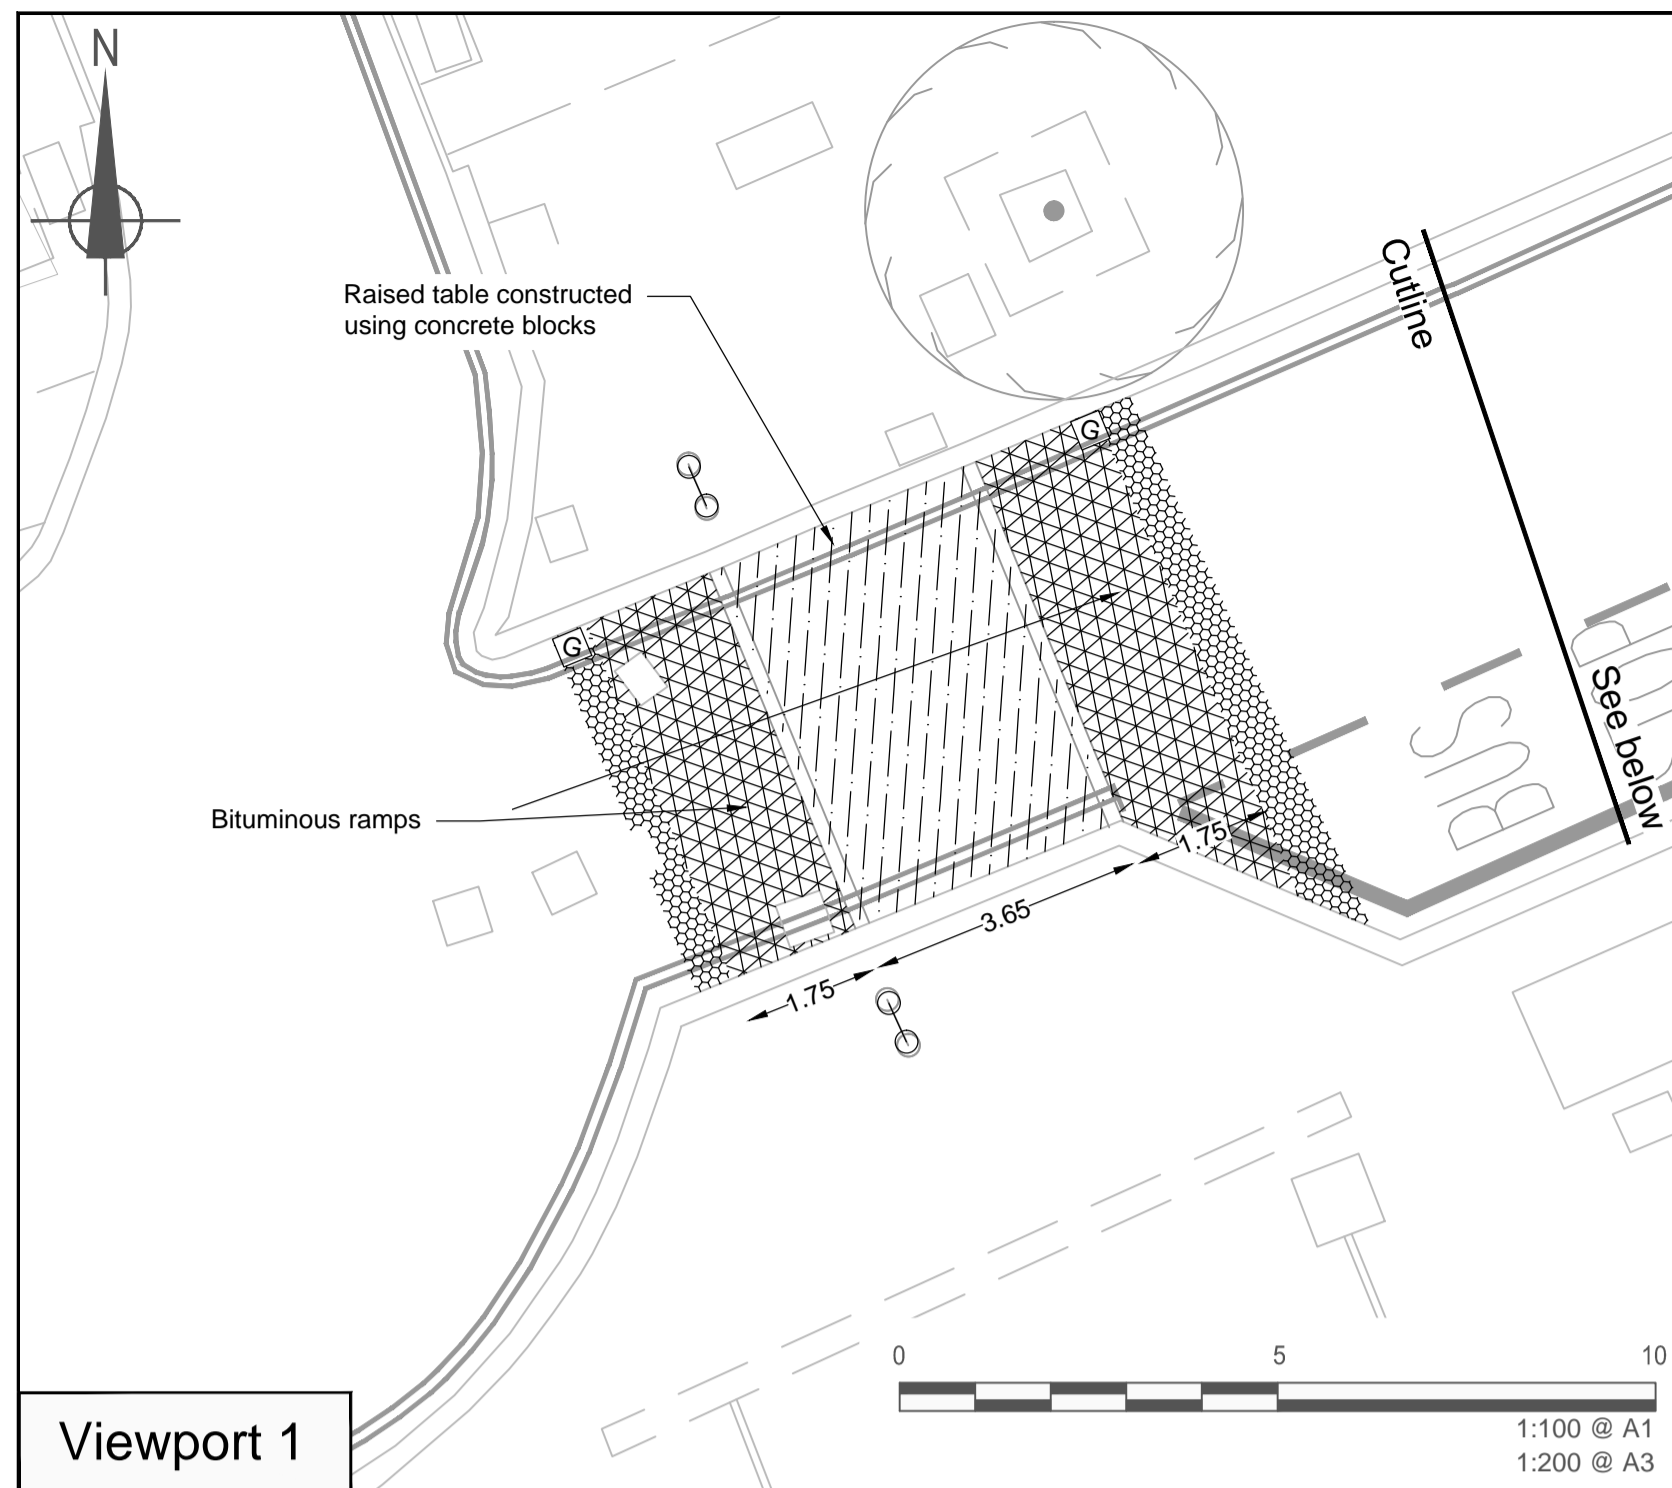 N
Cutline
Raised table constructed
using concrete blocks
G
G
See below
BUS
Bituminous ramps
1.75
3.65
1.75
0 5 10
1:100 @ A1
1:200 @ A3
Viewport 1